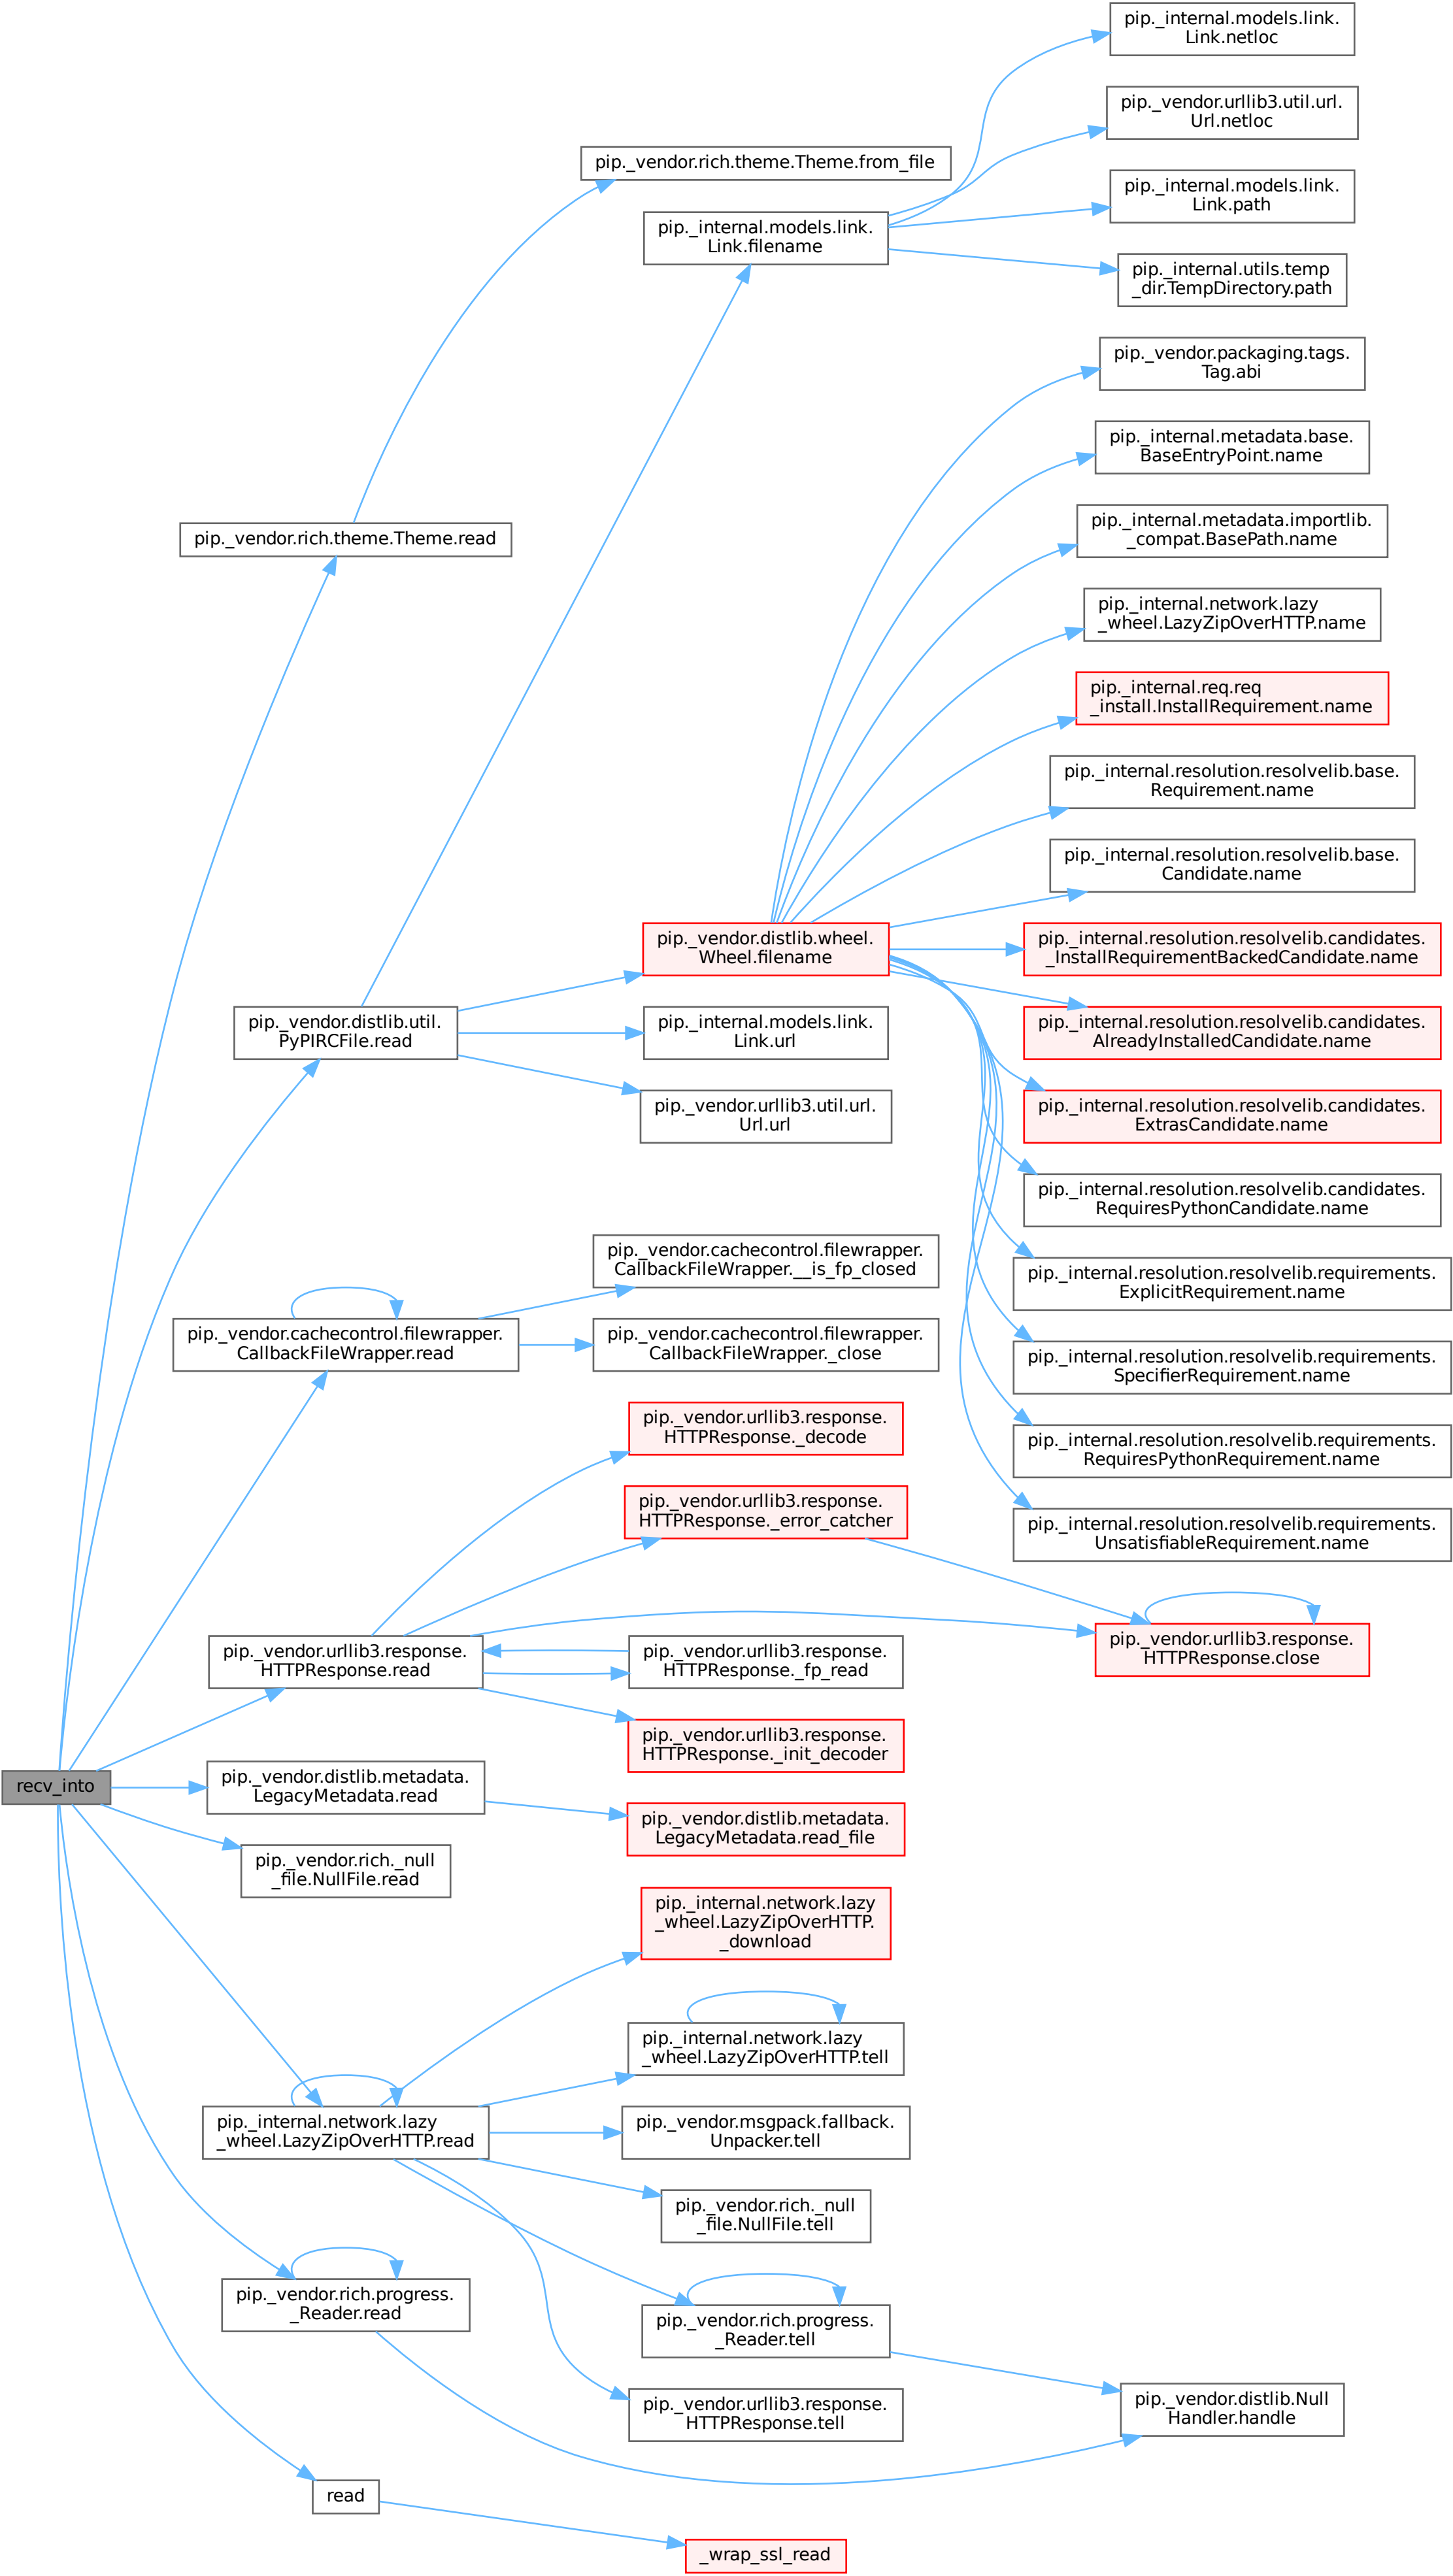 pip._internal.models.link.
Link.netloc
pip._vendor.urllib3.util.url.
Url.netloc
pip._vendor.rich.theme.Theme.from_file
pip._internal.models.link.
Link.path
pip._internal.models.link.
Link.filename
pip._internal.utils.temp
_dir.TempDirectory.path
pip._vendor.packaging.tags.
Tag.abi
pip._internal.metadata.base.
BaseEntryPoint.name
pip._internal.metadata.importlib.
_compat.BasePath.name
pip._vendor.rich.theme.Theme.read
pip._internal.network.lazy
_wheel.LazyZipOverHTTP.name
pip._internal.req.req
_install.InstallRequirement.name
pip._internal.resolution.resolvelib.base.
Requirement.name
pip._internal.resolution.resolvelib.base.
Candidate.name
pip._vendor.distlib.wheel.
Wheel.filename
pip._internal.resolution.resolvelib.candidates.
_InstallRequirementBackedCandidate.name
pip._vendor.distlib.util.
PyPIRCFile.read
pip._internal.models.link.
Link.url
pip._internal.resolution.resolvelib.candidates.
AlreadyInstalledCandidate.name
pip._vendor.urllib3.util.url.
Url.url
pip._internal.resolution.resolvelib.candidates.
ExtrasCandidate.name
pip._internal.resolution.resolvelib.candidates.
RequiresPythonCandidate.name
pip._vendor.cachecontrol.filewrapper.
CallbackFileWrapper.__is_fp_closed
pip._internal.resolution.resolvelib.requirements.
ExplicitRequirement.name
pip._vendor.cachecontrol.filewrapper.
CallbackFileWrapper.read
pip._vendor.cachecontrol.filewrapper.
CallbackFileWrapper._close
pip._internal.resolution.resolvelib.requirements.
SpecifierRequirement.name
pip._vendor.urllib3.response.
HTTPResponse._decode
pip._internal.resolution.resolvelib.requirements.
RequiresPythonRequirement.name
pip._vendor.urllib3.response.
HTTPResponse._error_catcher
pip._internal.resolution.resolvelib.requirements.
UnsatisfiableRequirement.name
pip._vendor.urllib3.response.
HTTPResponse.read
pip._vendor.urllib3.response.
HTTPResponse._fp_read
pip._vendor.urllib3.response.
HTTPResponse.close
pip._vendor.urllib3.response.
HTTPResponse._init_decoder
recv_into
pip._vendor.distlib.metadata.
LegacyMetadata.read
pip._vendor.distlib.metadata.
LegacyMetadata.read_file
pip._vendor.rich._null
_file.NullFile.read
pip._internal.network.lazy
_wheel.LazyZipOverHTTP.
_download
pip._internal.network.lazy
_wheel.LazyZipOverHTTP.tell
pip._internal.network.lazy
_wheel.LazyZipOverHTTP.read
pip._vendor.msgpack.fallback.
Unpacker.tell
pip._vendor.rich._null
_file.NullFile.tell
pip._vendor.rich.progress.
_Reader.read
pip._vendor.rich.progress.
_Reader.tell
pip._vendor.urllib3.response.
HTTPResponse.tell
pip._vendor.distlib.Null
Handler.handle
read
_wrap_ssl_read